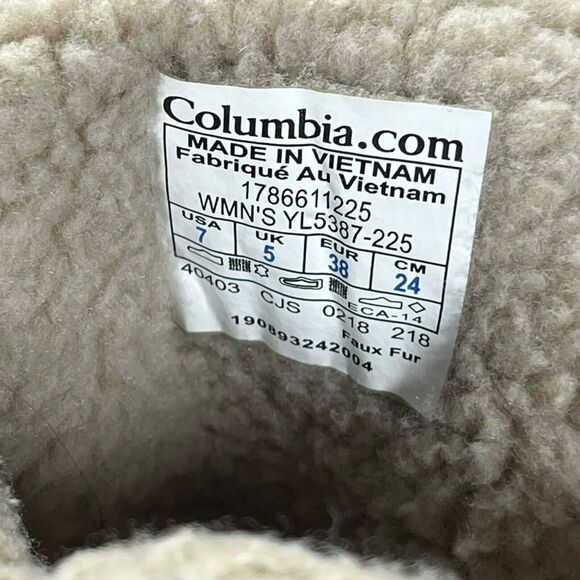 Columbia.com
MADE IN VIETNAM
Fabriqué Au Vietnam
1786611225
WMN'S YL5387-225
USA UK EUR CM
7 5 38 24
ECA-14
40403 CJS 0218 218
Faux Fur
190893242004